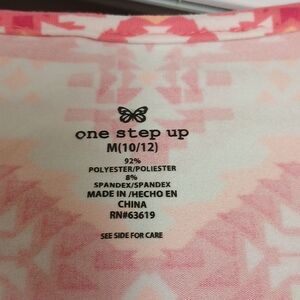 one step up
M(10/12)
92%
POLYESTER/POLIESTER
8%
SPANDEX/SPANDEX
MADE IN /HECHO EN
CHINA
RN#63619
SEE SIDE FOR CARE